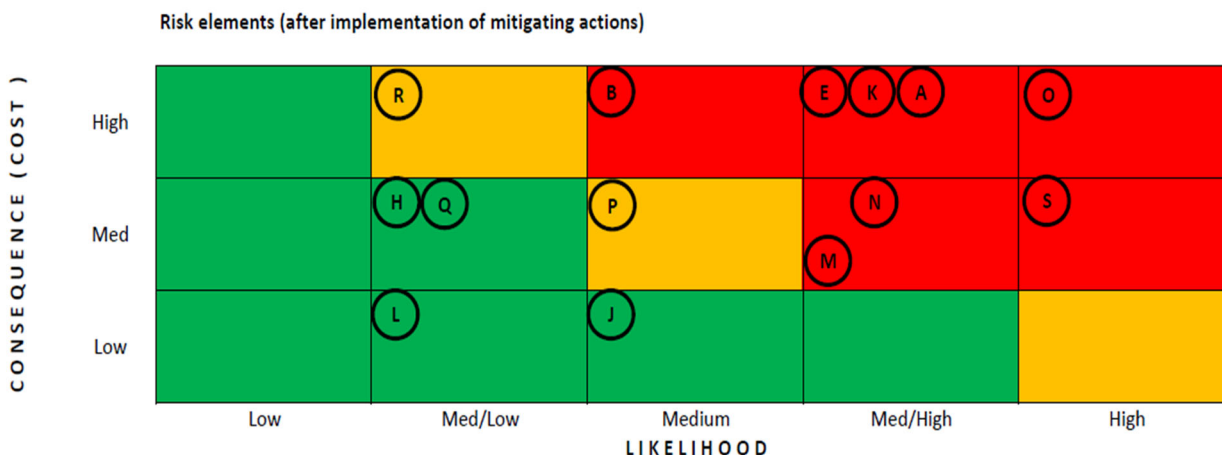 Risk elements (after implementation of mitigating actions)
CONSEQUENCE (COST )
High
R B E K A O
Med
H Q P N S
M
Low
L J
Low Med/Low Medium Med/High High
LIKELIHOOD